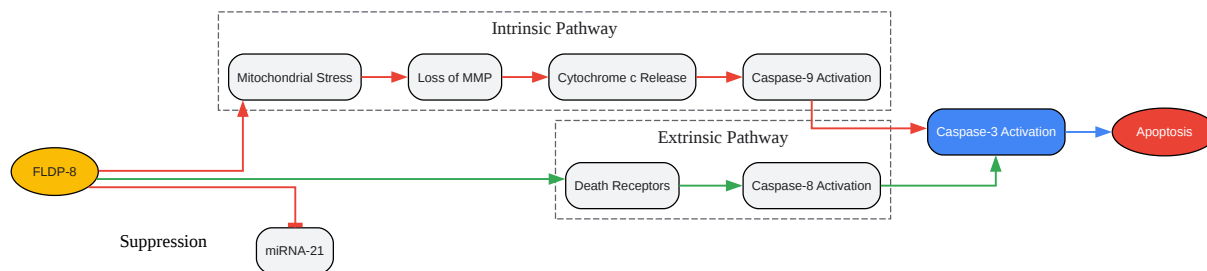 Intrinsic Pathway
Mitochondrial Stress
Loss of MMP
Cytochrome c Release
Caspase-9 Activation
Extrinsic Pathway
Caspase-3 Activation
Apoptosis
FLDP-8
Death Receptors
Caspase-8 Activation
Suppression
miRNA-21